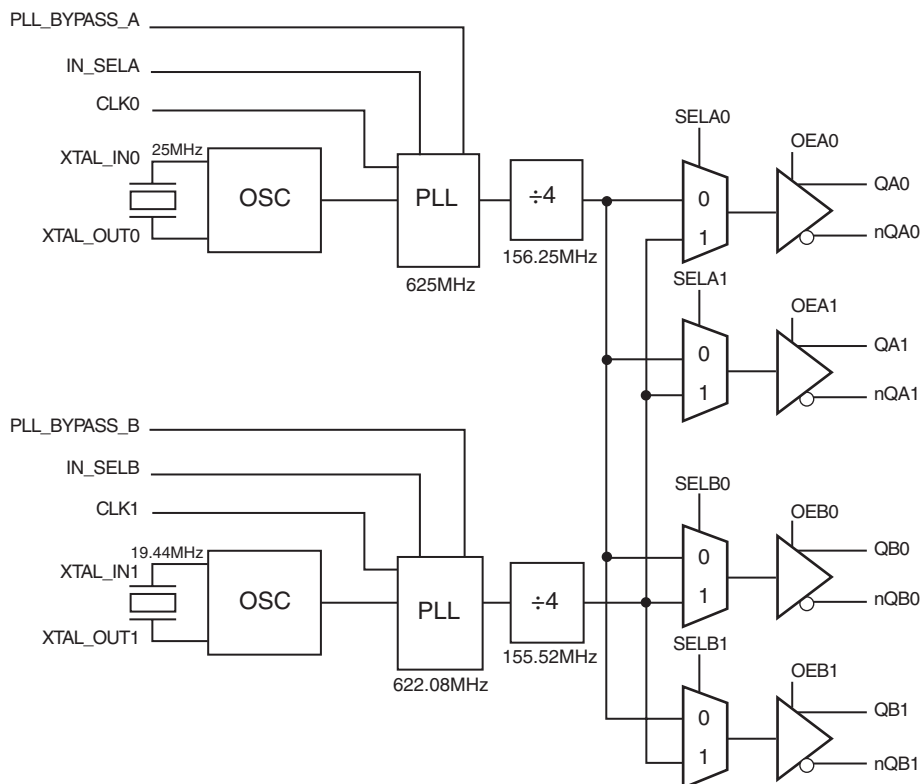 PLL_BYPASS_A
IN_SELA
CLK0
XTAL_IN0
25MHz
XTAL_OUT0
OSC
PLL
625MHz
÷4
156.25MHz
SELA0
0
1
OEA0
QA0
nQA0
SELA1
0
1
OEA1
QA1
nQA1
PLL_BYPASS_B
IN_SELB
CLK1
XTAL_IN1
19.44MHz
XTAL_OUT1
OSC
PLL
622.08MHz
÷4
155.52MHz
SELB0
0
1
OEB0
QB0
nQB0
SELB1
0
1
OEB1
QB1
nQB1